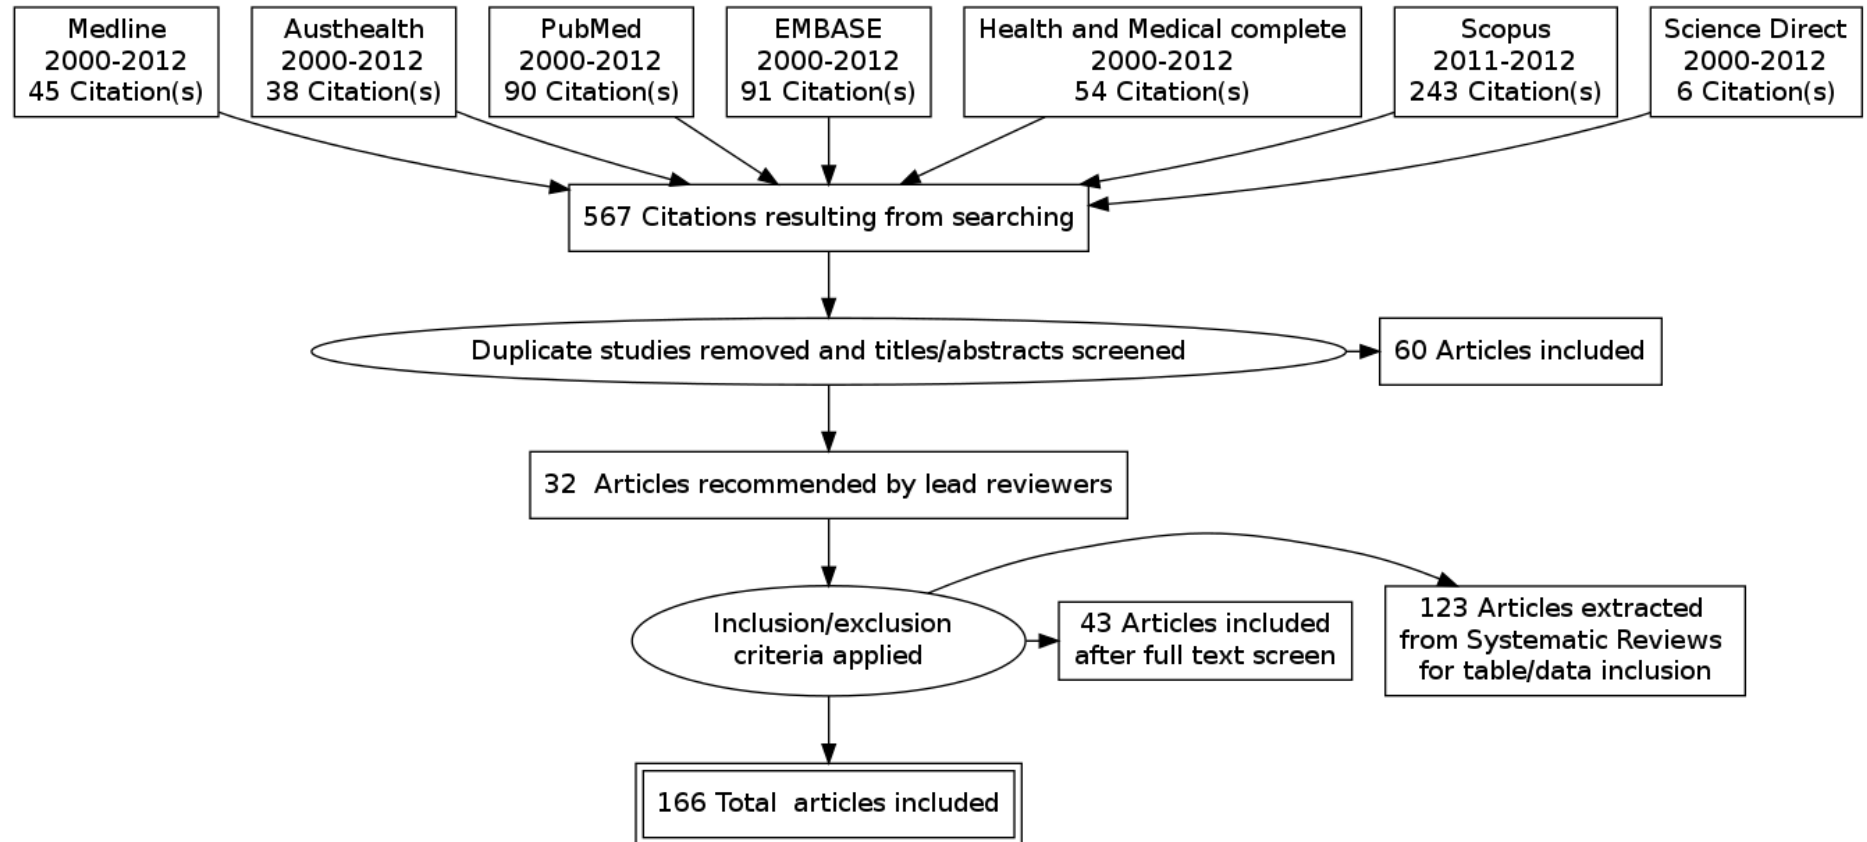 Medline
2000-2012
45 Citation(s)
Austhealth
2000-2012
38 Citation(s)
PubMed
2000-2012
90 Citation(s)
EMBASE
2000-2012
91 Citation(s)
Health and Medical complete
2000-2012
54 Citation(s)
Scopus
2011-2012
243 Citation(s)
Science Direct
2000-2012
6 Citation(s)
567 Citations resulting from searching
Duplicate studies removed and titles/abstracts screened
60 Articles included
32  Articles recommended by lead reviewers
Inclusion/exclusion
criteria applied
43 Articles included
after full text screen
123 Articles extracted
from Systematic Reviews
for table/data inclusion
166 Total  articles included